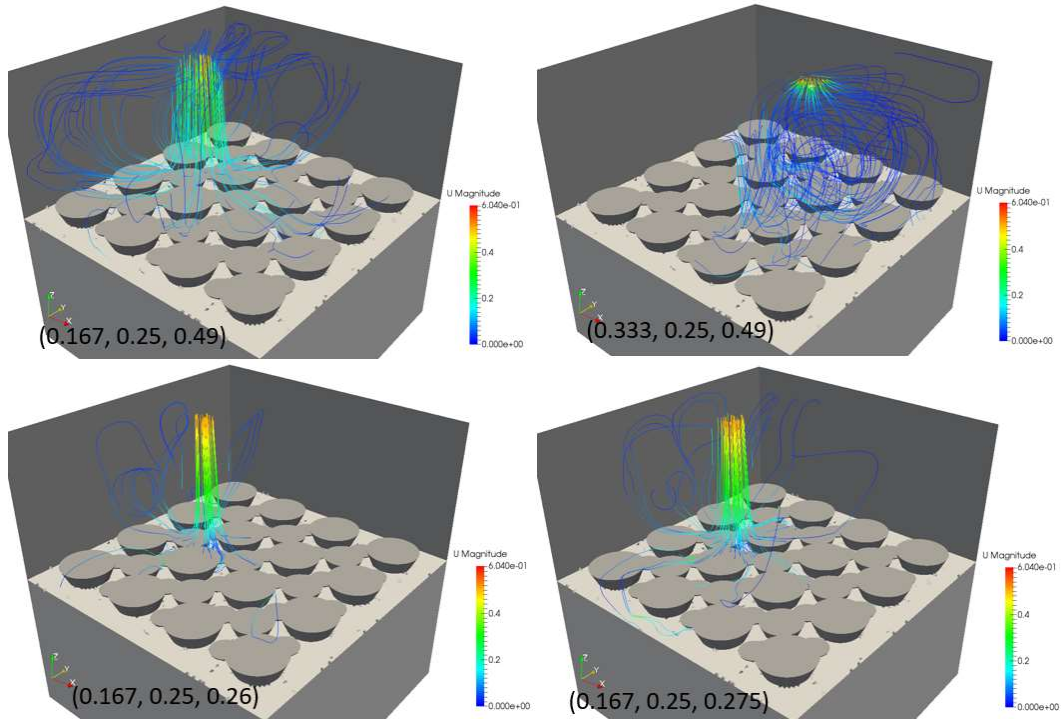 U Magnitude
6.040e-01
0.4
0.2
0.000e+00
Z
Y
X
(0.167, 0.25, 0.49)
U Magnitude
6.040e-01
0.4
0.2
0.000e+00
Z
Y
X
(0.333, 0.25, 0.49)
U Magnitude
6.040e-01
0.4
0.2
0.000e+00
Z
Y
X
(0.167, 0.25, 0.26)
U Magnitude
6.040e-01
0.4
0.2
0.000e+00
Z
Y
X
(0.167, 0.25, 0.275)